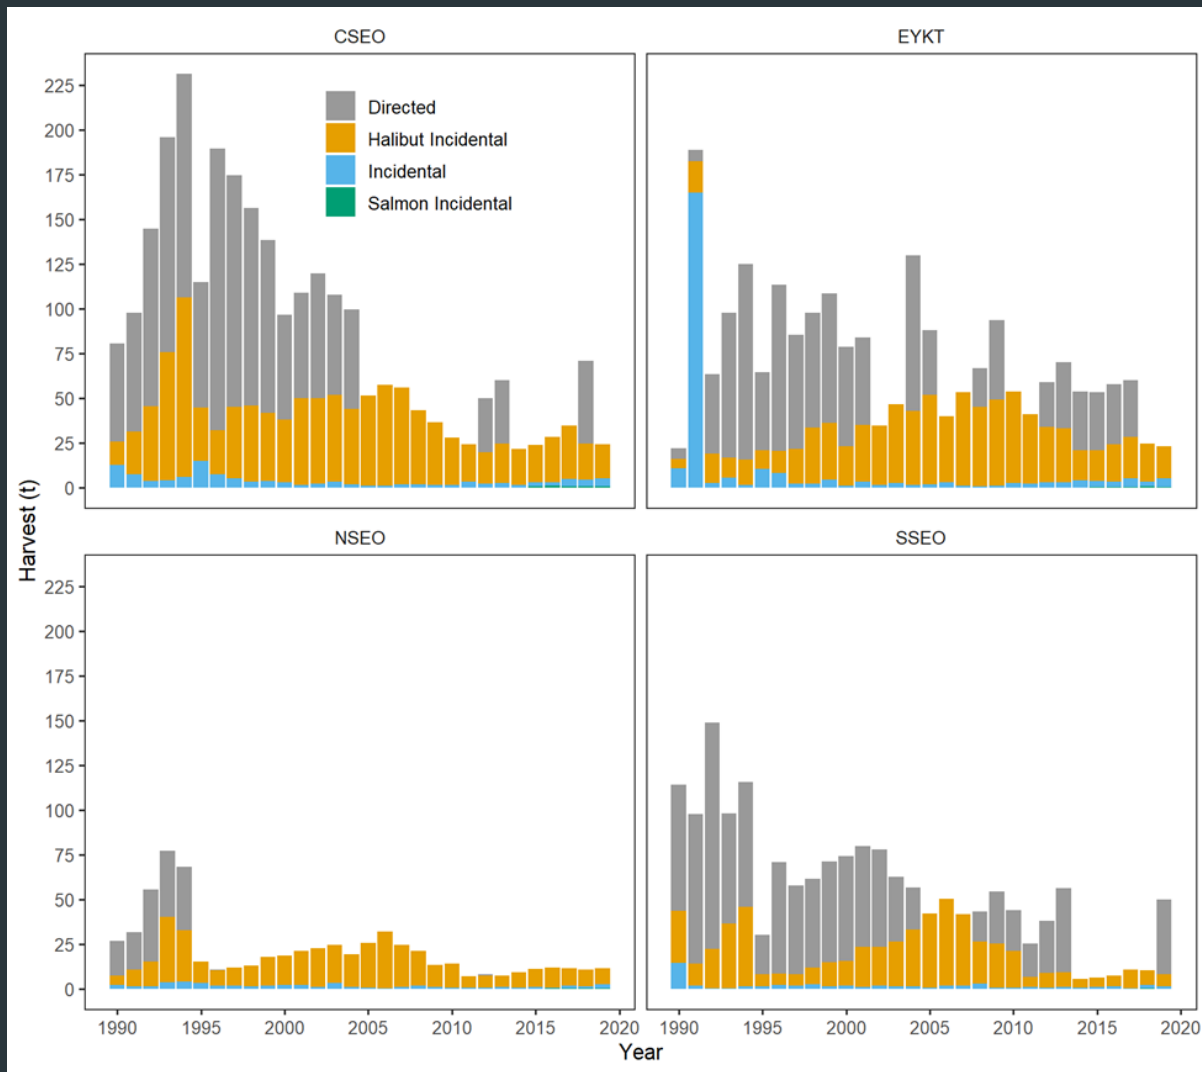 CSEO
EYKT
225
200
175
150
125
100
75
50
25
0
Directed
Halibut Incidental
Incidental
Salmon Incidental
Harvest (t)
NSEO
SSEO
225
200
175
150
125
100
75
50
25
0
1990 1995 2000 2005 2010 2015 2020
1990 1995 2000 2005 2010 2015 2020
Year